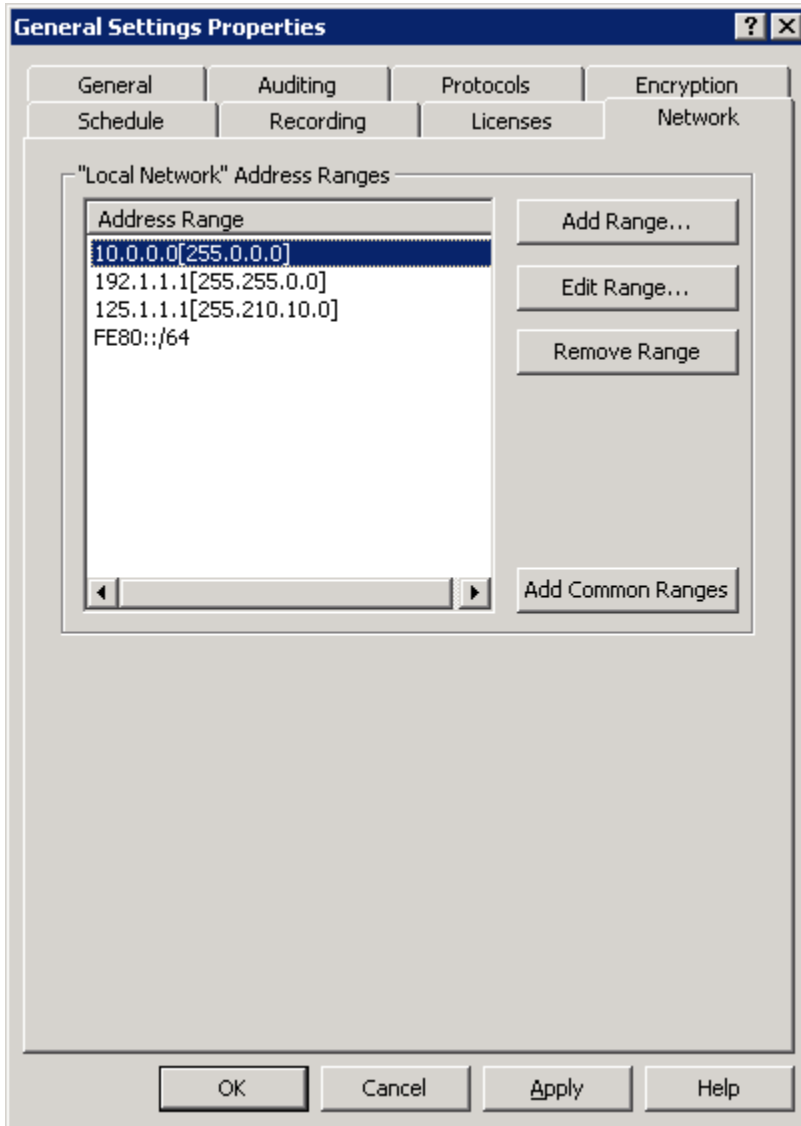 General Settings Properties
General Auditing Protocols Encryption
Schedule Recording Licenses Network
"Local Network" Address Ranges
Address Range
10.0.0.0[255.0.0.0]
192.1.1.1[255.255.0.0]
125.1.1.1[255.210.10.0]
FE80::/64
Add Range...
Edit Range...
Remove Range
Add Common Ranges
OK Cancel Apply Help